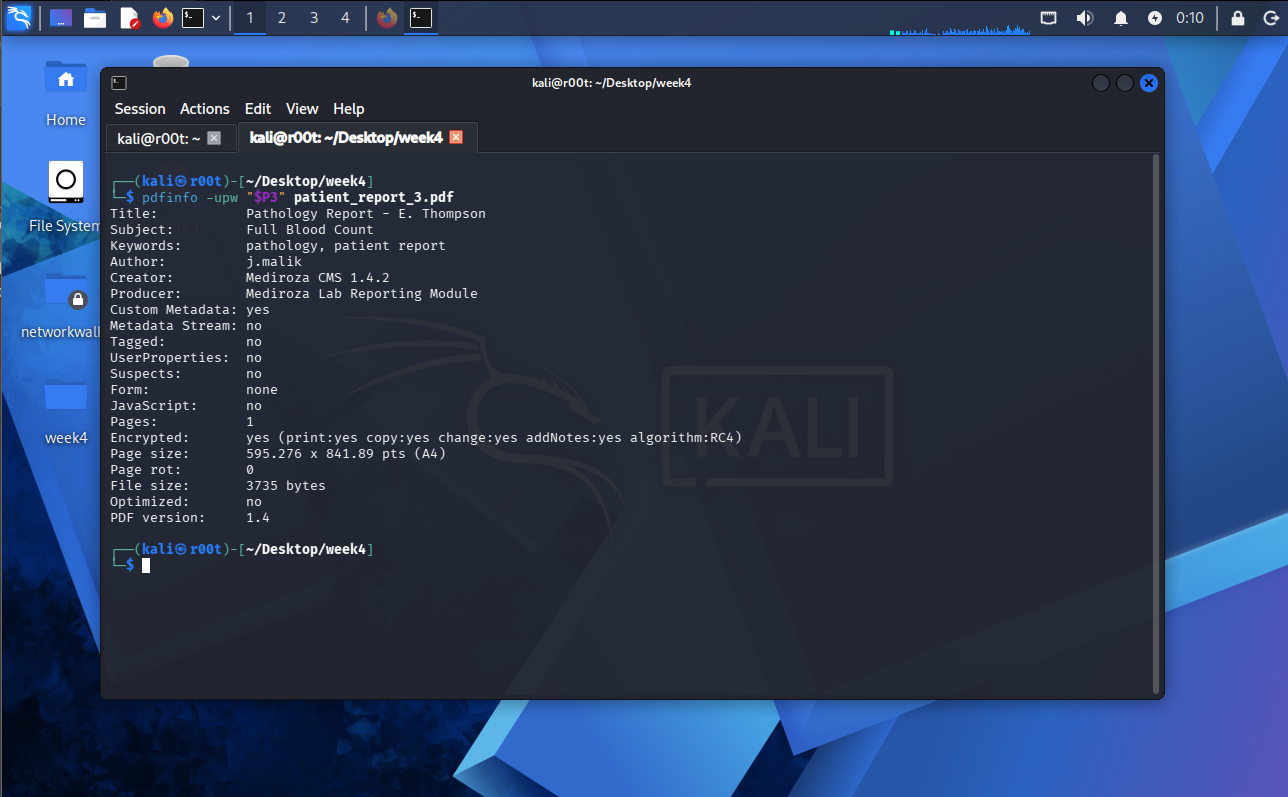 1 2 3 4 0:10
kali@r00t: ~/Desktop/week4
Session Actions Edit View Help
kali@r00t: ~ kali@r00t: ~/Desktop/week4
Home
File System
networkwall
week4
┌──(kali㉿r00t)-[~/Desktop/week4]
└─$ pdfinfo -upw "$P3" patient_report_3.pdf
Title: Pathology Report - E. Thompson
Subject: Full Blood Count
Keywords: pathology, patient report
Author: j.malik
Creator: Mediroza CMS 1.4.2
Producer: Mediroza Lab Reporting Module
Custom Metadata: yes
Metadata Stream: no
Tagged: no
UserProperties: no
Suspects: no
Form: none
JavaScript: no
Pages: 1
Encrypted: yes (print:yes copy:yes change:yes addNotes:yes algorithm:RC4)
Page size: 595.276 x 841.89 pts (A4)
Page rot: 0
File size: 3735 bytes
Optimized: no
PDF version: 1.4
┌──(kali㉿r00t)-[~/Desktop/week4]
└─$
KALI